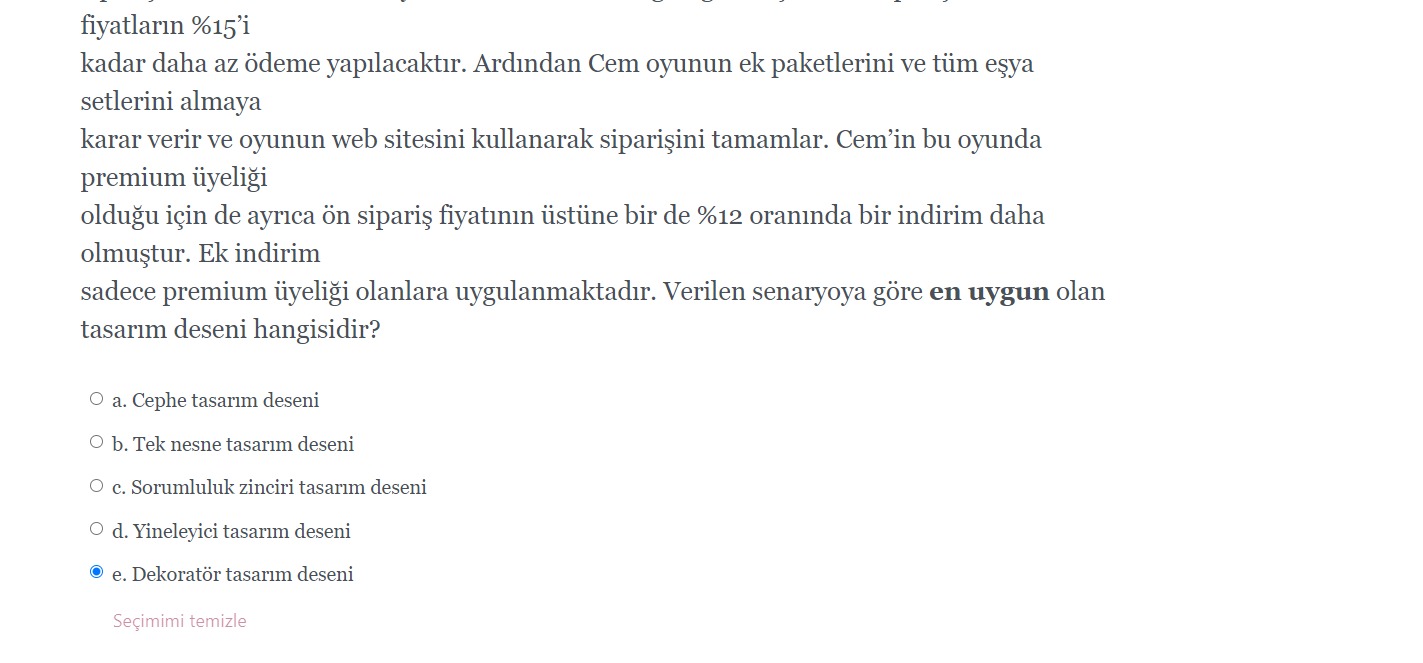 fiyatların %15’i
kadar daha az ödeme yapılacaktır. Ardından Cem oyunun ek paketlerini ve tüm eşya
setlerini almaya
karar verir ve oyunun web sitesini kullanarak siparişini tamamlar. Cem’in bu oyunda
premium üyeliği
olduğu için de ayrıca ön sipariş fiyatının üstüne bir de %12 oranında bir indirim daha
olmuştur. Ek indirim
sadece premium üyeliği olanlara uygulanmaktadır. Verilen senaryoya göre en uygun olan
tasarım deseni hangisidir?
a. Cephe tasarım deseni
b. Tek nesne tasarım deseni
c. Sorumluluk zinciri tasarım deseni
d. Yineleyici tasarım deseni
e. Dekoratör tasarım deseni
Seçimimi temizle